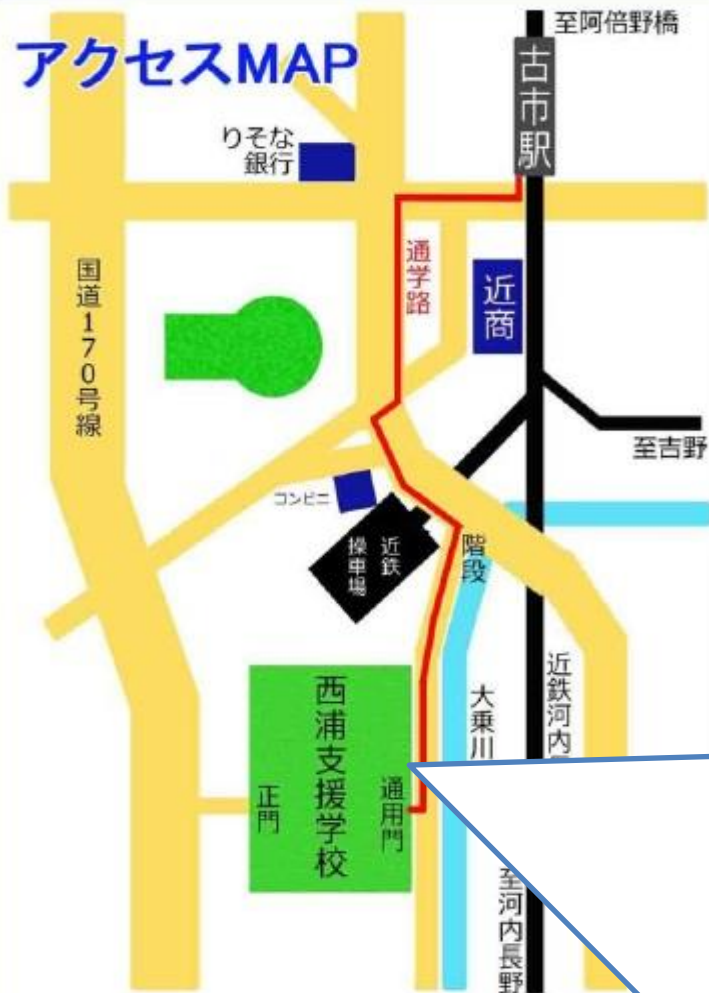 アクセスMAP
至阿倍野橋
古市駅
りそな
銀行
通学路
近商
国道170号線
至吉野
コンビニ
近鉄
操車場
階段
西浦支援学校
大乗川
近鉄河内
正門
通用門
至河内長野